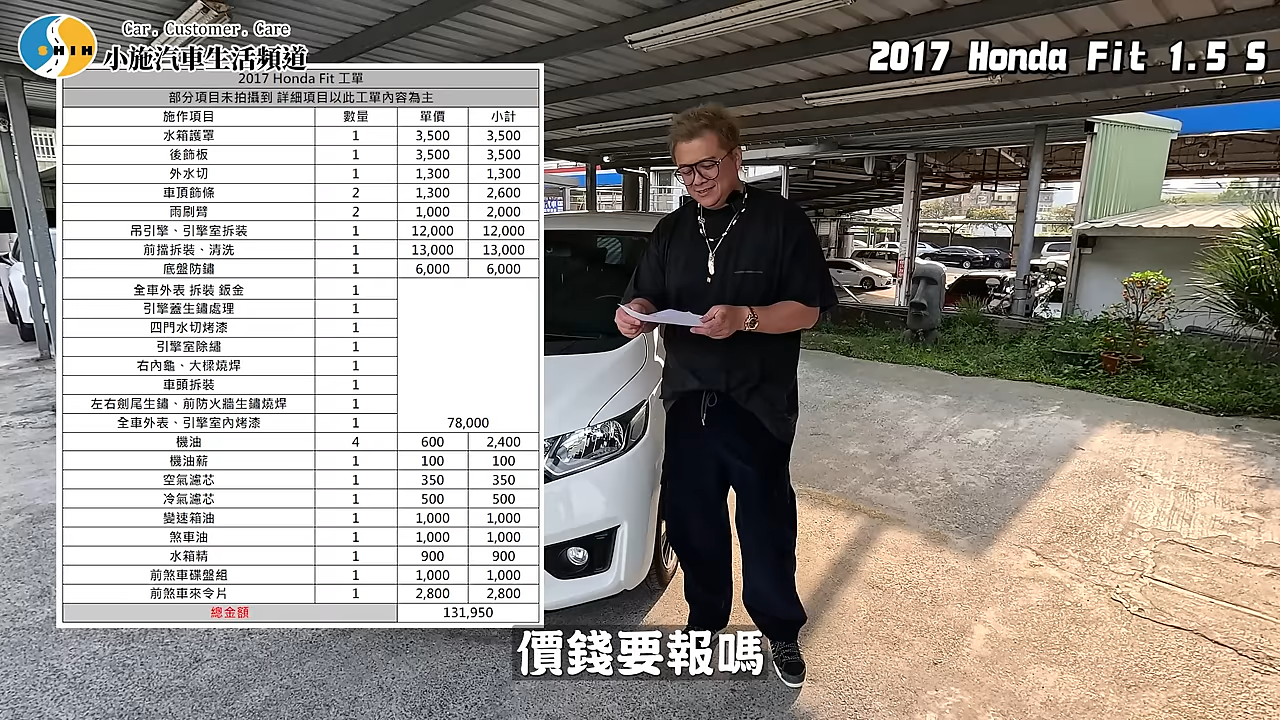 Car. Customer. Care
SHIH
小施汽車生活頻道
2017 Honda Fit 1.5 S
2017 Honda Fit 工單
部分項目未拍攝到 詳細項目以此工單內容為主
施作項目 數量 單價 小計
水箱護罩 1 3,500 3,500
後飾板 1 3,500 3,500
外水切 1 1,300 1,300
車頂飾條 2 1,300 2,600
雨刷臂 2 1,000 2,000
吊引擎、引擎室拆裝 1 12,000 12,000
前擋拆裝、清洗 1 13,000 13,000
底盤防鏽 1 6,000 6,000
全車外表 拆裝 鈑金 1
引擎蓋生鏽處理 1
四門水切烤漆 1
引擎室除繡 1
右內龜、大樑燒焊 1
車頭拆裝 1
左右劍尾生鏽、前防火牆生鏽燒焊 1
全車外表、引擎室內烤漆 1 78,000
機油 4 600 2,400
機油薪 1 100 100
空氣濾芯 1 350 350
冷氣濾芯 1 500 500
變速箱油 1 1,000 1,000
煞車油 1 1,000 1,000
水箱精 1 900 900
前煞車碟盤組 1 1,000 1,000
前煞車來令片 1 2,800 2,800
總金額 131,950
價錢要報嗎